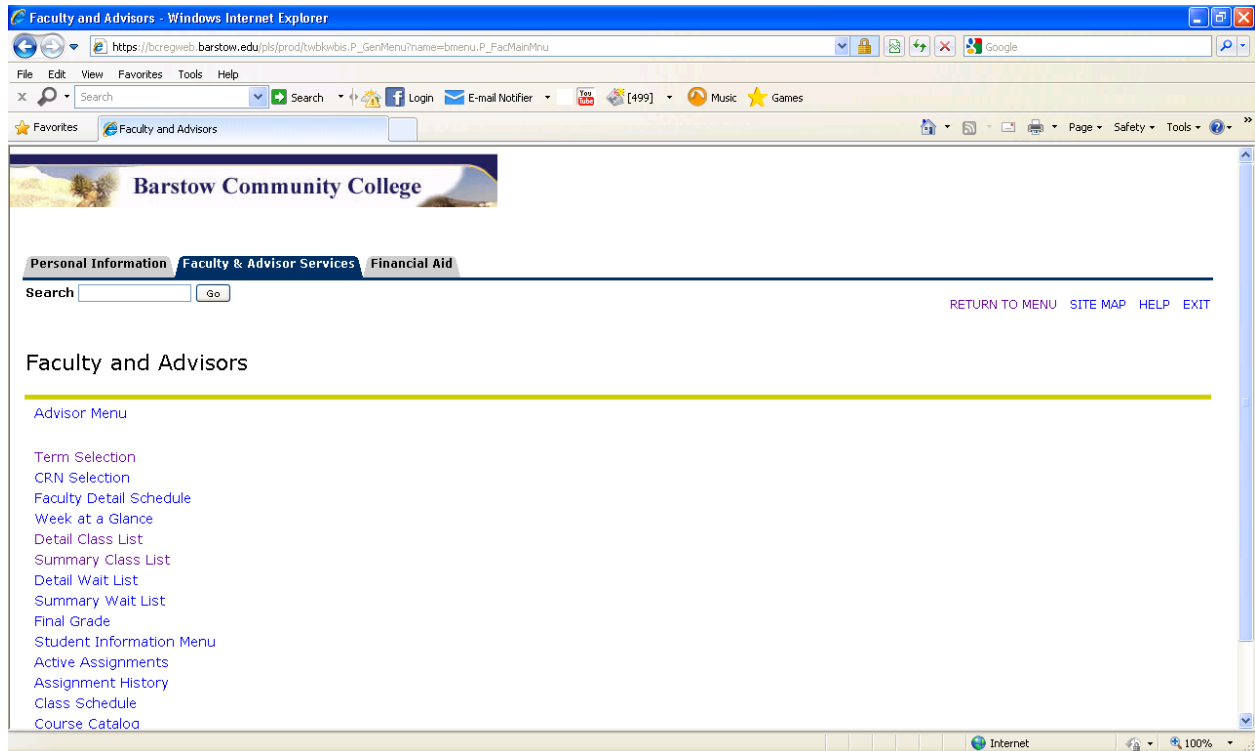 Faculty and Advisors - Windows Internet Explorer
https://bcregweb.barstow.edu/pls/prod/twbkwbis.P_GenMenu?name=bmenu.P_FacMainMnu
Google
File Edit View Favorites Tools Help
x Search Search Login E-mail Notifier You Tube [499] Music Games
Favorites Faculty and Advisors Page Safety Tools »
Barstow Community College
Personal Information Faculty & Advisor Services Financial Aid
Search Go
RETURN TO MENU SITE MAP HELP EXIT
Faculty and Advisors
Advisor Menu
Term Selection
CRN Selection
Faculty Detail Schedule
Week at a Glance
Detail Class List
Summary Class List
Detail Wait List
Summary Wait List
Final Grade
Student Information Menu
Active Assignments
Assignment History
Class Schedule
Course Catalog
Internet 100%